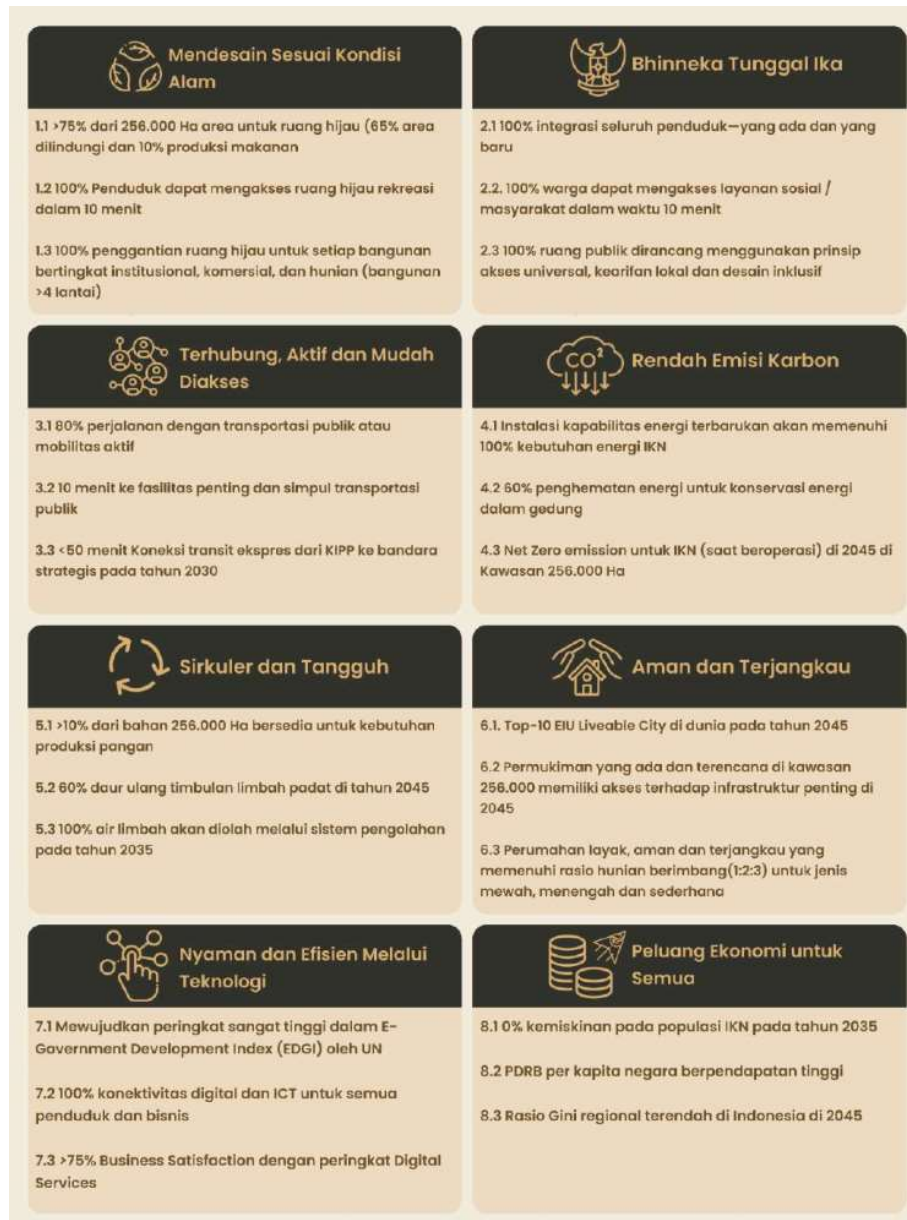 Mendesain Sesuai Kondisi
Alam
1.1 >75% dari 256.000 Ha area untuk ruang hijau (65% area
dilindungi dan 10% produksi makanan
1.2 100% Penduduk dapat mengakses ruang hijau rekreasi
dalam 10 menit
1.3 100% penggantian ruang hijau untuk setiap bangunan
bertingkat institusional, komersial, dan hunian (bangunan
>4 lantai)
Bhinneka Tunggal Ika
2.1 100% integrasi seluruh penduduk—yang ada dan yang
baru
2.2. 100% warga dapat mengakses layanan sosial /
masyarakat dalam waktu 10 menit
2.3 100% ruang publik dirancang menggunakan prinsip
akses universal, kearifan lokal dan desain inklusif
Terhubung, Aktif dan Mudah
Diakses
3.1 80% perjalanan dengan transportasi publik atau
mobilitas aktif
3.2 10 menit ke fasilitas penting dan simpul transportasi
publik
3.3 <50 menit Koneksi transit ekspres dari KIPP ke bandara
strategis pada tahun 2030
CO²
Rendah Emisi Karbon
4.1 Instalasi kapabilitas energi terbarukan akan memenuhi
100% kebutuhan energi IKN
4.2 60% penghematan energi untuk konservasi energi
dalam gedung
4.3 Net Zero emission untuk IKN (saat beroperasi) di 2045 di
Kawasan 256.000 Ha
Sirkuler dan Tangguh
5.1 >10% dari bahan 256.000 Ha bersedia untuk kebutuhan
produksi pangan
5.2 60% daur ulang timbulan limbah padat di tahun 2045
5.3 100% air limbah akan diolah melalui sistem pengolahan
pada tahun 2035
Aman dan Terjangkau
6.1. Top-10 EIU Liveable City di dunia pada tahun 2045
6.2 Permukiman yang ada dan terencana di kawasan
256.000 memiliki akses terhadap infrastruktur penting di
2045
6.3 Perumahan layak, aman dan terjangkau yang
memenuhi rasio hunian berimbang(1:2:3) untuk jenis
mewah, menengah dan sederhana
Nyaman dan Efisien Melalui
Teknologi
7.1 Mewujudkan peringkat sangat tinggi dalam E-
Government Development Index (EDGI) oleh UN
7.2 100% konektivitas digital dan ICT untuk semua
penduduk dan bisnis
7.3 >75% Business Satisfaction dengan peringkat Digital
Services
Peluang Ekonomi untuk
Semua
8.1 0% kemiskinan pada populasi IKN pada tahun 2035
8.2 PDRB per kapita negara berpendapatan tinggi
8.3 Rasio Gini regional terendah di Indonesia di 2045